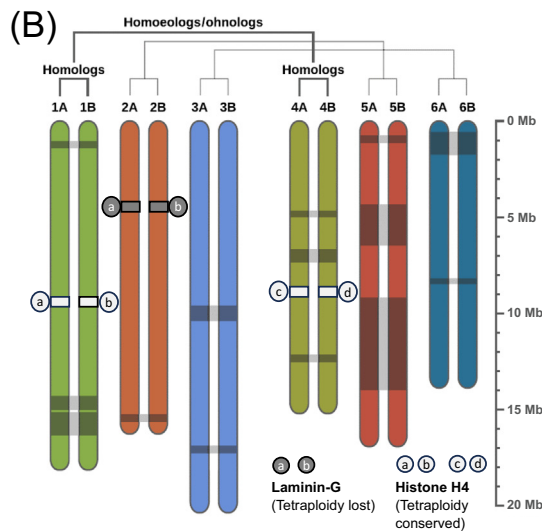 (B)
Homoeologs/ohnologs
Homologs
Homologs
1A 1B 2A 2B 3A 3B 4A 4B 5A 5B 6A 6B
0 Mb
a b
5 Mb
a b
c d
10 Mb
15 Mb
a b
a b c d
Laminin-G
(Tetraploidy lost)
Histone H4
(Tetraploidy
conserved)
20 Mb